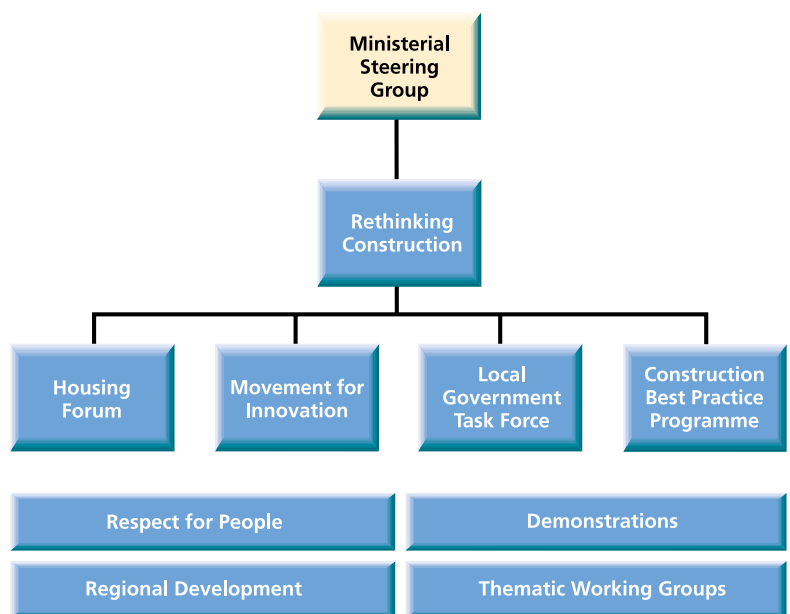 Ministerial
Steering
Group
Rethinking
Construction
Housing
Forum
Movement for
Innovation
Local
Government
Task Force
Construction
Best Practice
Programme
Respect for People
Demonstrations
Regional Development
Thematic Working Groups